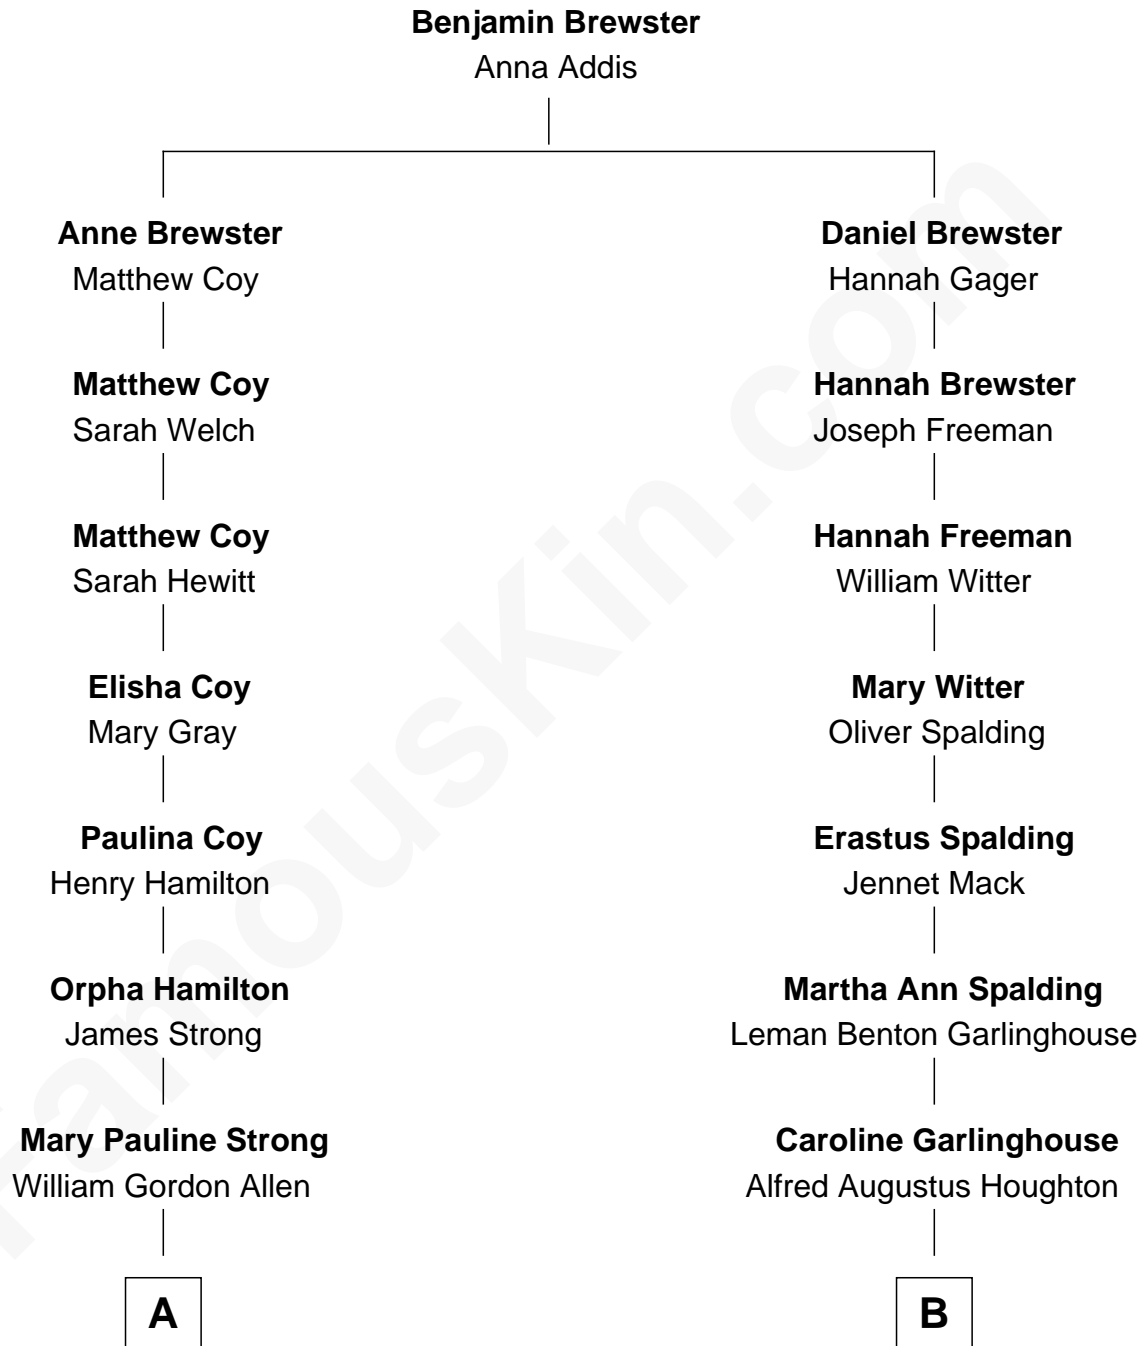 Benjamin Brewster
Anna Addis
Anne Brewster
Matthew Coy
Daniel Brewster
Hannah Gager
Matthew Coy
Sarah Welch
Hannah Brewster
Joseph Freeman
Matthew Coy
Sarah Hewitt
Hannah Freeman
William Witter
Elisha Coy
Mary Gray
Mary Witter
Oliver Spalding
Paulina Coy
Henry Hamilton
Erastus Spalding
Jennet Mack
Orpha Hamilton
James Strong
Martha Ann Spalding
Leman Benton Garlinghouse
Mary Pauline Strong
William Gordon Allen
Caroline Garlinghouse
Alfred Augustus Houghton
A
B
FamousKin.com